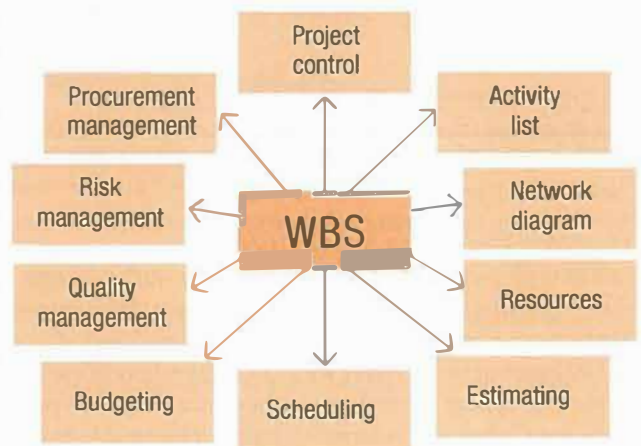 Project
control
Procurement
management
Activity
list
Risk
management
WBS
Network
diagram
Quality
management
Resources
Budgeting
Scheduling
Estimating